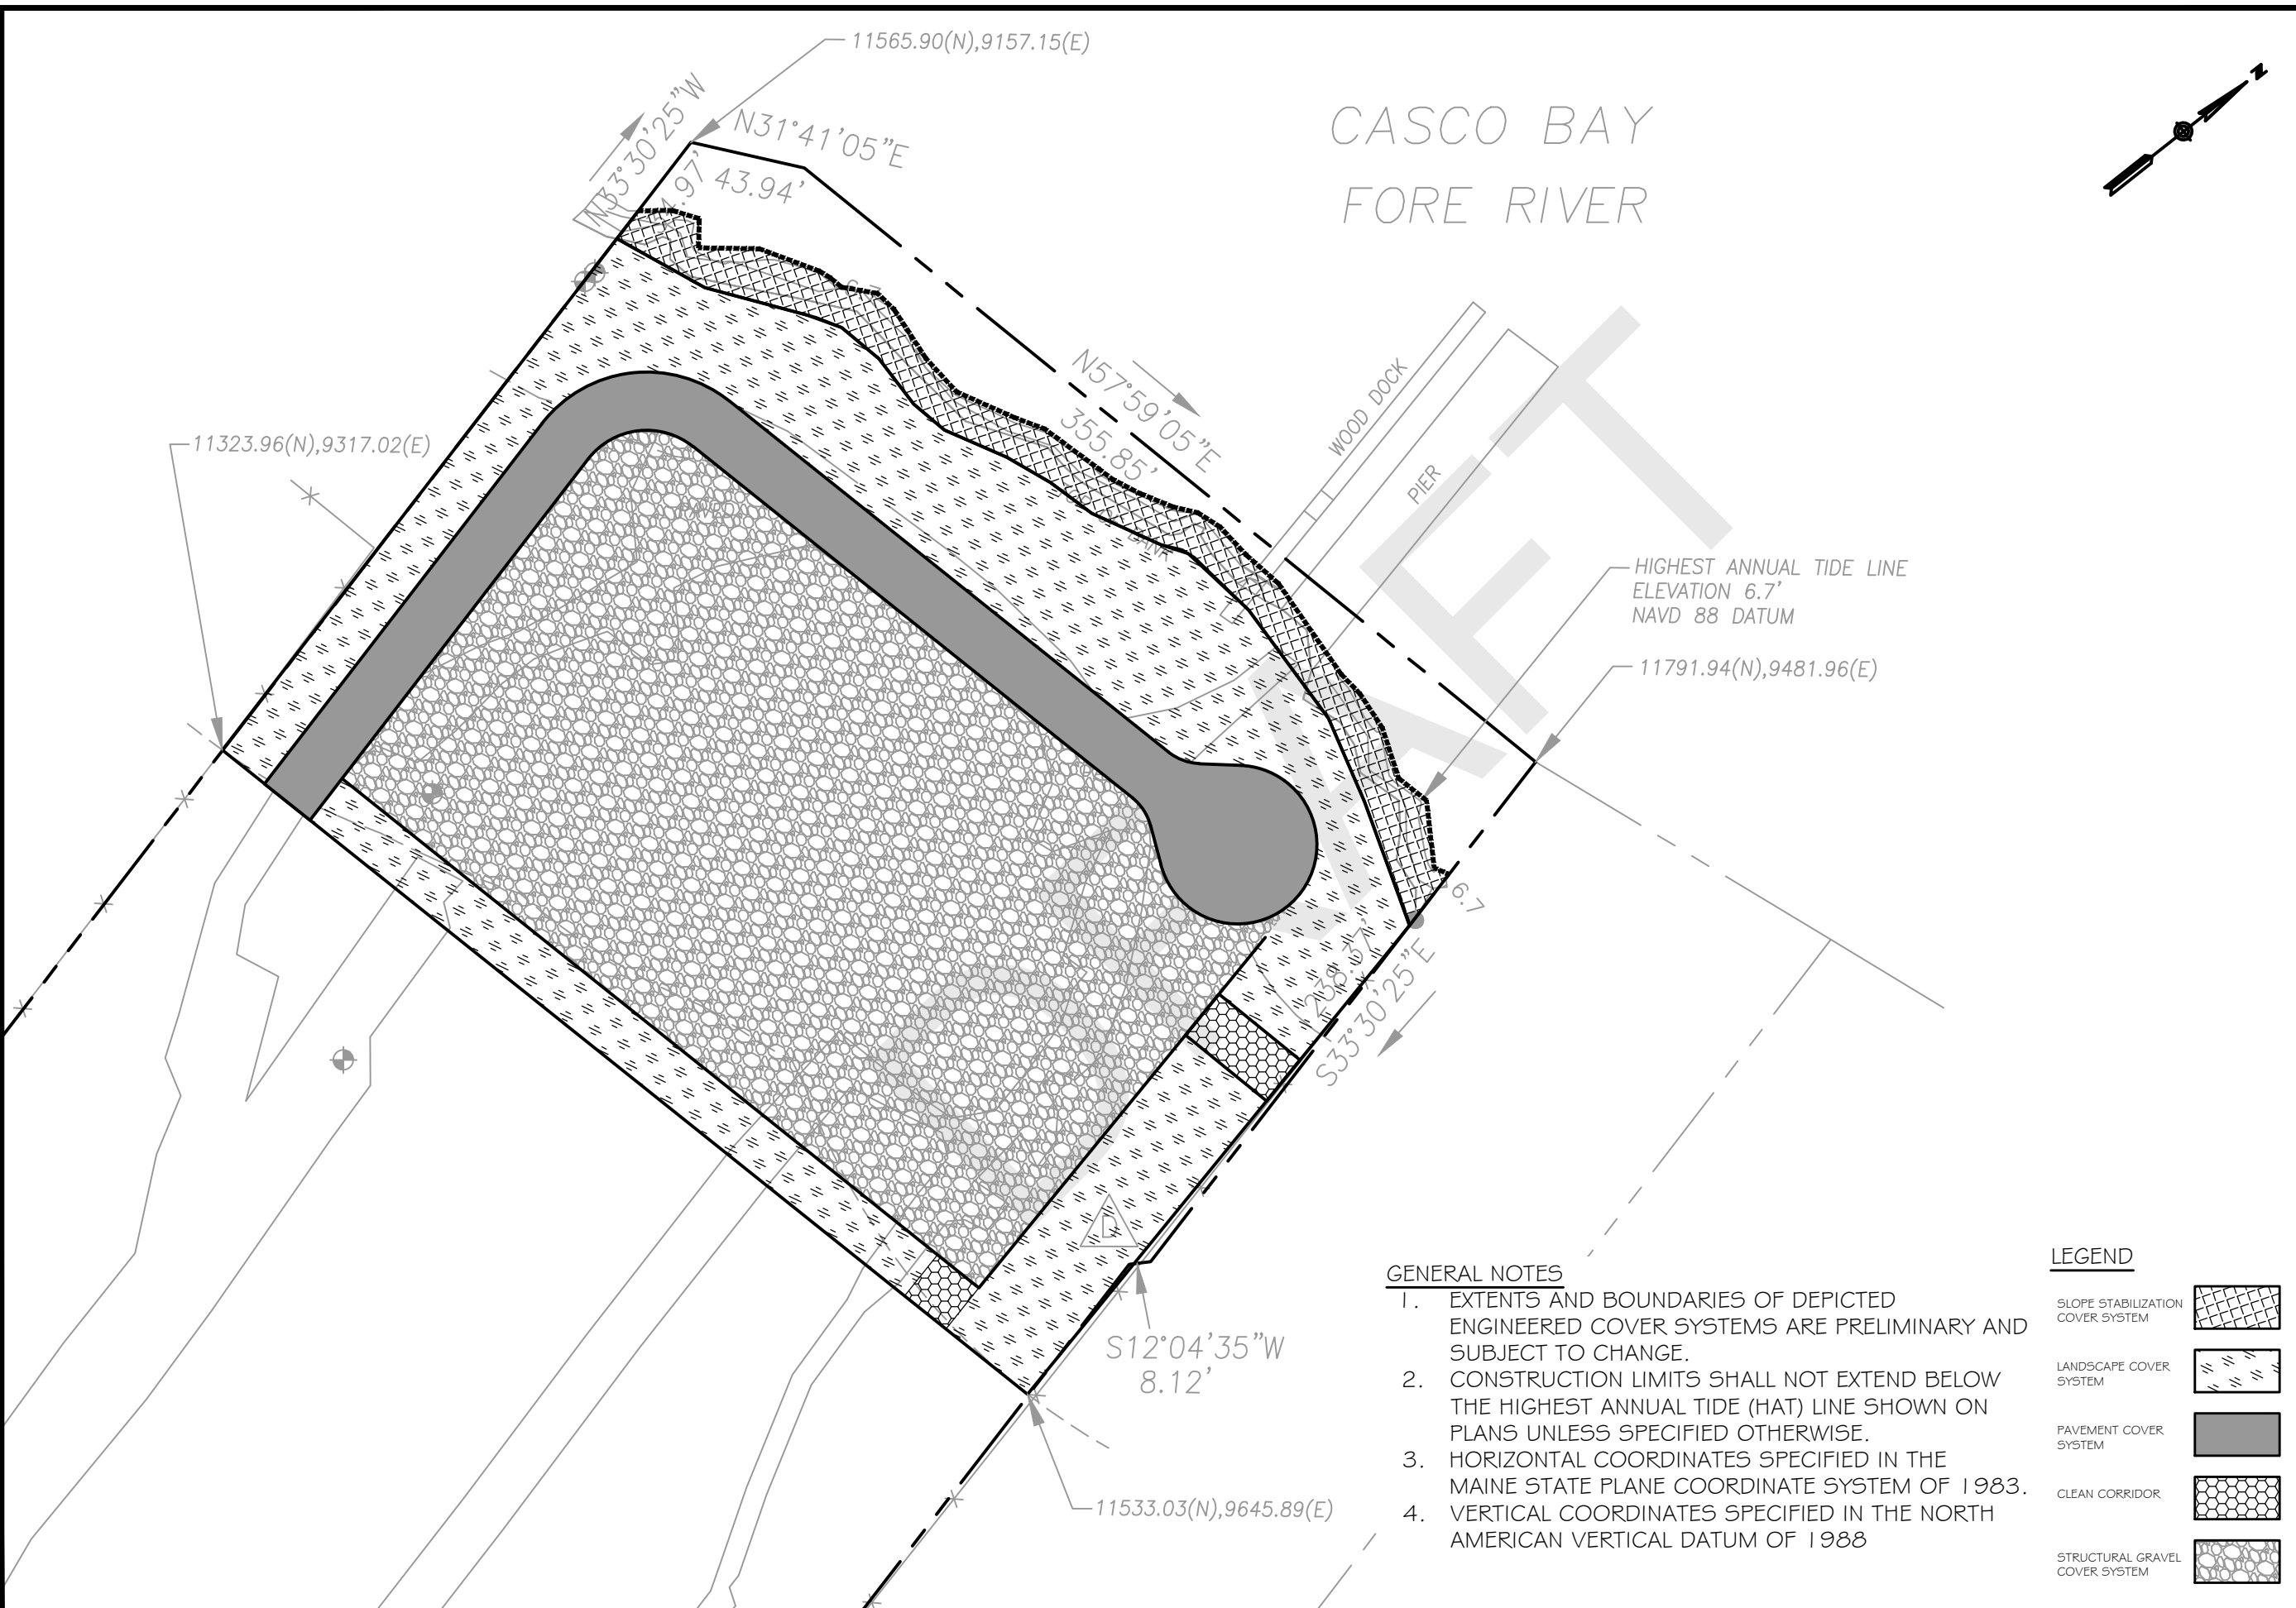 11565.90(N),9157.15(E)
N33°30'25"W
N31°41'05"E
43.94'
CASCO BAY
FORE RIVER
N
11323.96(N),9317.02(E)
N57°59'05"E
355.85'
WOOD DOCK
PIER
HIGHEST ANNUAL TIDE LINE
ELEVATION 6.7'
NAVD 88 DATUM
11791.94(N),9481.96(E)
6.7
238.37'
S33°30'25"E
D
S12°04'35"W
8.12'
11533.03(N),9645.89(E)
GENERAL NOTES
1. EXTENTS AND BOUNDARIES OF DEPICTED
ENGINEERED COVER SYSTEMS ARE PRELIMINARY AND
SUBJECT TO CHANGE.
2. CONSTRUCTION LIMITS SHALL NOT EXTEND BELOW
THE HIGHEST ANNUAL TIDE (HAT) LINE SHOWN ON
PLANS UNLESS SPECIFIED OTHERWISE.
3. HORIZONTAL COORDINATES SPECIFIED IN THE
MAINE STATE PLANE COORDINATE SYSTEM OF 1983.
4. VERTICAL COORDINATES SPECIFIED IN THE NORTH
AMERICAN VERTICAL DATUM OF 1988
LEGEND
SLOPE STABILIZATION
COVER SYSTEM
LANDSCAPE COVER
SYSTEM
PAVEMENT COVER
SYSTEM
CLEAN CORRIDOR
STRUCTURAL GRAVEL
COVER SYSTEM
DRAFT